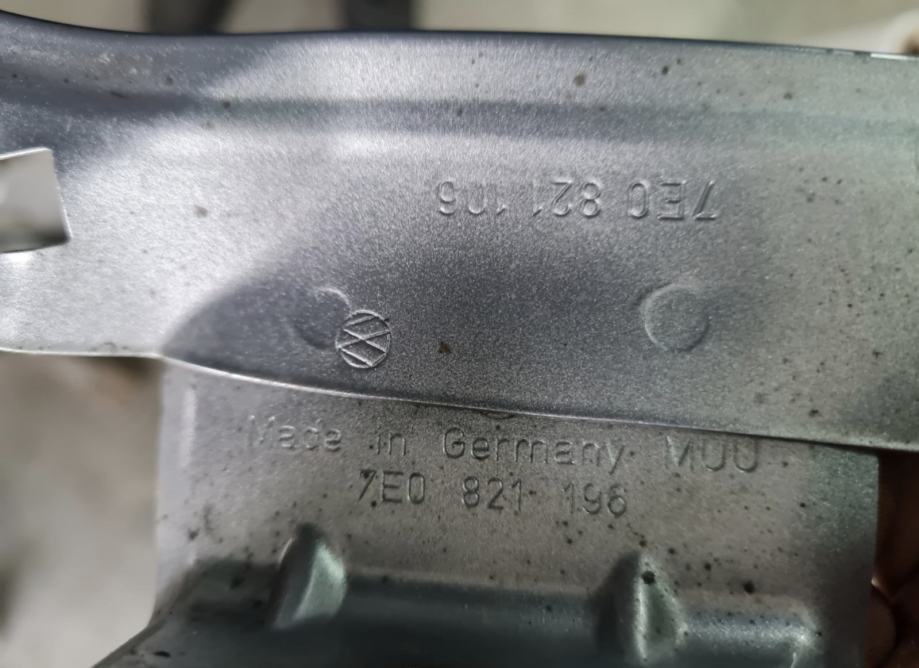 7E0 821 106
Made in Germany MUU
7E0 821 196